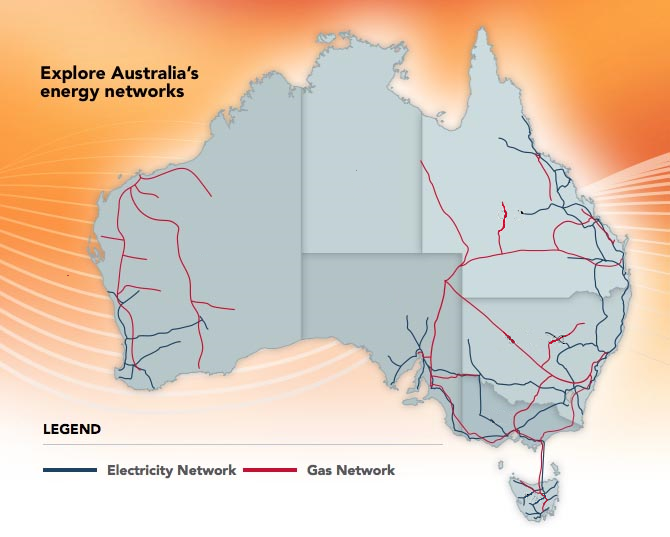 Explore Australia's
energy networks
LEGEND
Electricity Network
Gas Network